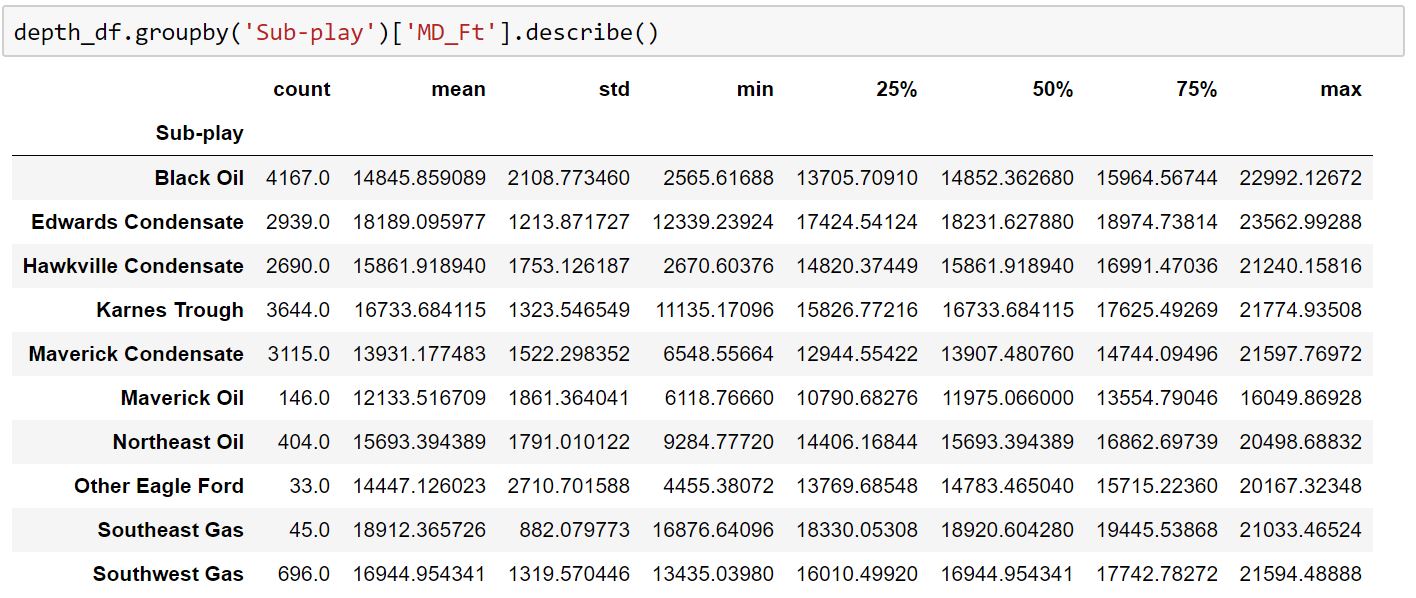 depth_df.groupby('Sub-play')['MD_Ft'].describe()
count mean std min 25% 50% 75% max
Sub-play
Black Oil 4167.0 14845.859089 2108.773460 2565.61688 13705.70910 14852.362680 15964.56744 22992.12672
Edwards Condensate 2939.0 18189.095977 1213.871727 12339.23924 17424.54124 18231.627880 18974.73814 23562.99288
Hawkville Condensate 2690.0 15861.918940 1753.126187 2670.60376 14820.37449 15861.918940 16991.47036 21240.15816
Karnes Trough 3644.0 16733.684115 1323.546549 11135.17096 15826.77216 16733.684115 17625.49269 21774.93508
Maverick Condensate 3115.0 13931.177483 1522.298352 6548.55664 12944.55422 13907.480760 14744.09496 21597.76972
Maverick Oil 146.0 12133.516709 1861.364041 6118.76660 10790.68276 11975.066000 13554.79046 16049.86928
Northeast Oil 404.0 15693.394389 1791.010122 9284.77720 14406.16844 15693.394389 16862.69739 20498.68832
Other Eagle Ford 33.0 14447.126023 2710.701588 4455.38072 13769.68548 14783.465040 15715.22360 20167.32348
Southeast Gas 45.0 18912.365726 882.079773 16876.64096 18330.05308 18920.604280 19445.53868 21033.46524
Southwest Gas 696.0 16944.954341 1319.570446 13435.03980 16010.49920 16944.954341 17742.78272 21594.48888